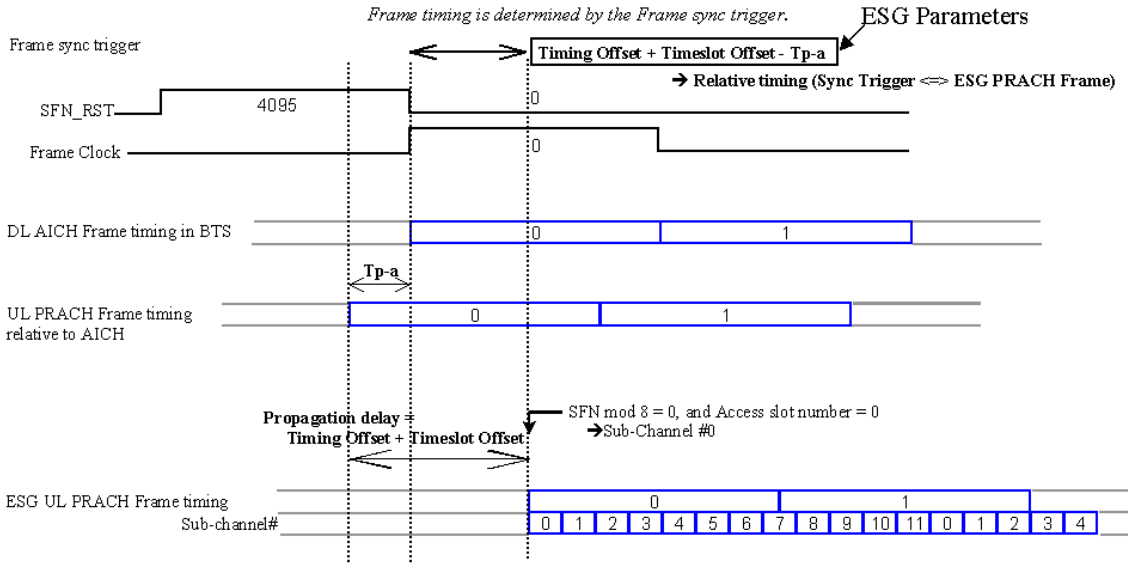 Frame timing is determined by the Frame sync trigger.
ESG Parameters
Frame sync trigger
Timing Offset + Timeslot Offset - Tp-a
➔ Relative timing (Sync Trigger <=> ESG PRACH Frame)
SFN_RST
4095
0
Frame Clock
0
DL AICH Frame timing in BTS
0
1
Tp-a
UL PRACH Frame timing
relative to AICH
0
1
SFN mod 8 = 0, and Access slot number = 0
➔Sub-Channel #0
Propagation delay =
Timing Offset + Timeslot Offset
ESG UL PRACH Frame timing
0
1
Sub-channel#
0 1 2 3 4 5 6 7 8 9 10 11 0 1 2 3 4